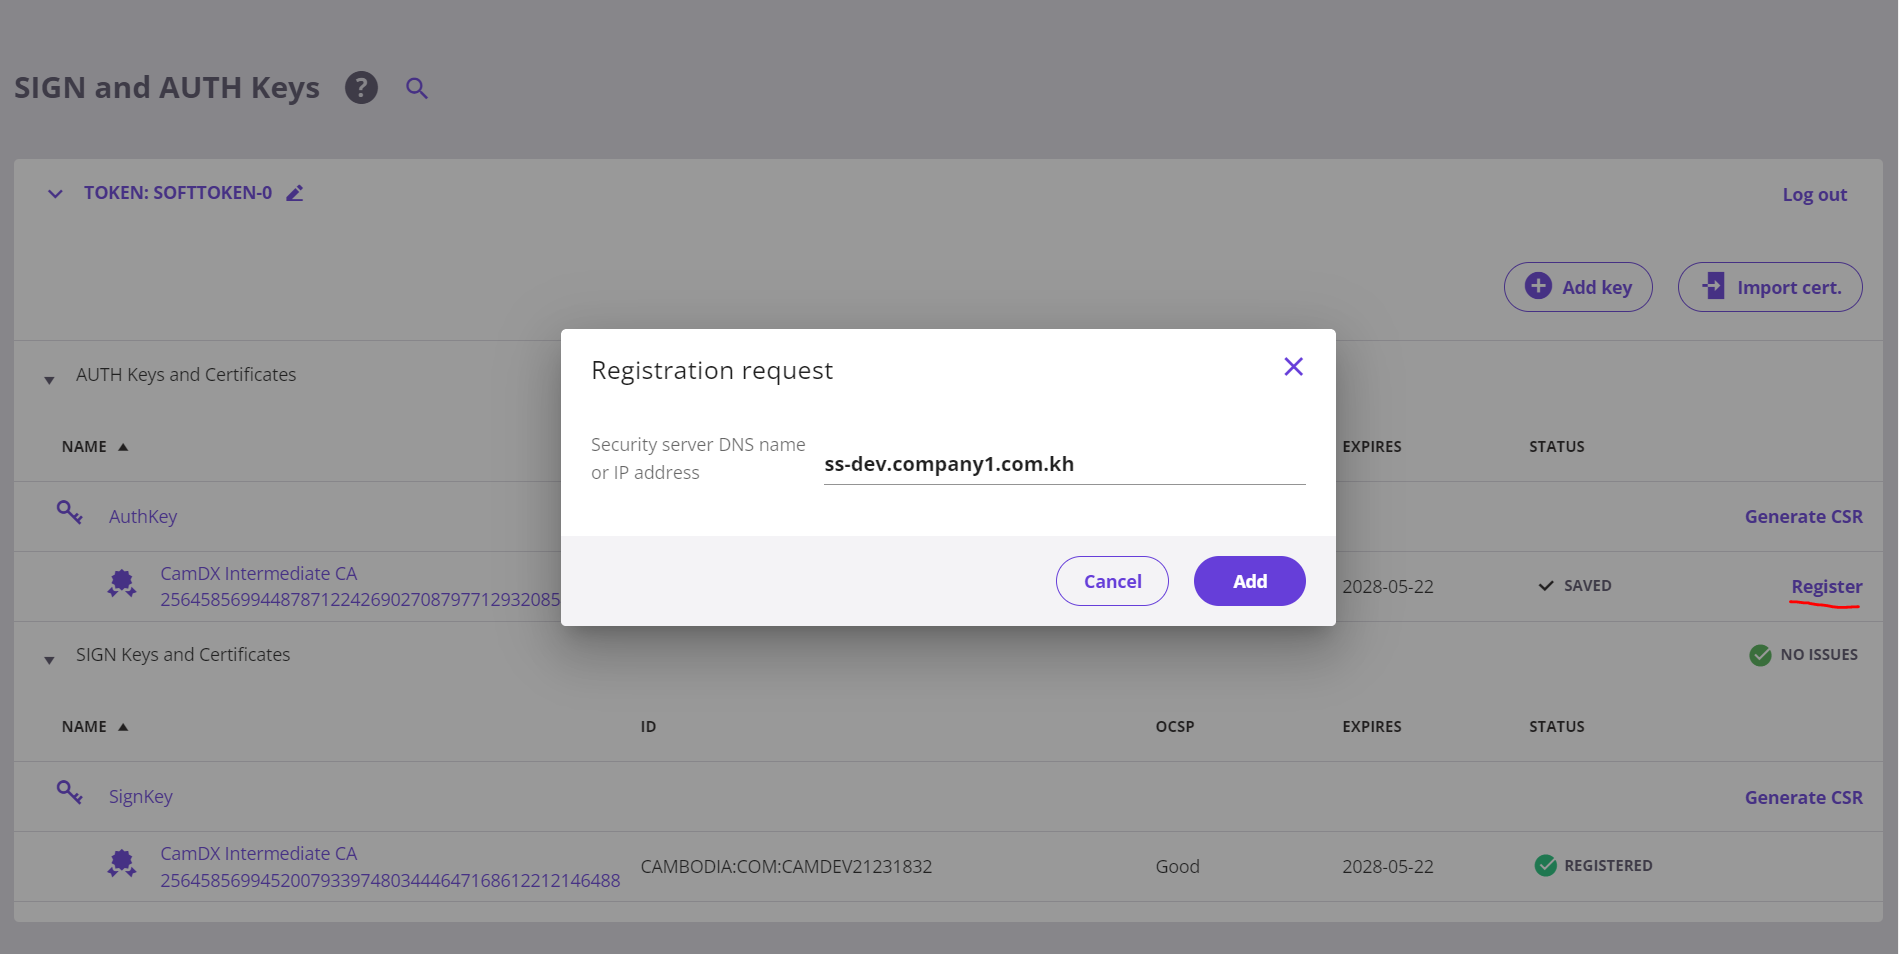 SIGN and AUTH Keys ?
TOKEN: SOFTTOKEN-0
Log out
Add key
Import cert.
AUTH Keys and Certificates
NAME
EXPIRES
STATUS
AuthKey
Generate CSR
CamDX Intermediate CA
2564585699448787122426902708797712932085
2028-05-22
SAVED
Register
Registration request
Security server DNS name
or IP address
ss-dev.company1.com.kh
Cancel
Add
SIGN Keys and Certificates
NO ISSUES
NAME
ID
OCSP
EXPIRES
STATUS
SignKey
Generate CSR
CamDX Intermediate CA
2564585699452007933974803444647168612212146488
CAMBODIA:COM:CAMDEV21231832
Good
2028-05-22
REGISTERED